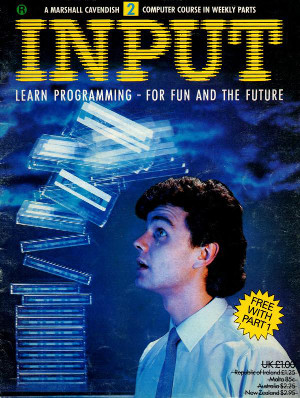 A MARSHALL CAVENDISH 2 COMPUTER COURSE IN WEEKLY PARTS
INPUT
LEARN PROGRAMMING - FOR FUN AND THE FUTURE
FREE
WITH
PART 1
UK £1.00
Republic of Ireland £1.25
Malta 85c
Australia $2.25
New Zealand $2.95